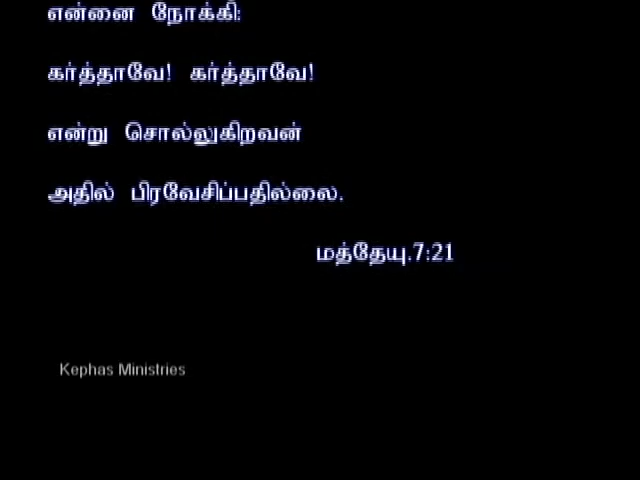 என்னை நோக்கி:
கர்த்தாவே! கர்த்தாவே!
என்று சொல்லுகிறவன்
அதில் பிரவேசிப்பதில்லை.
மத்தேயு.7:21
Kephas Ministries